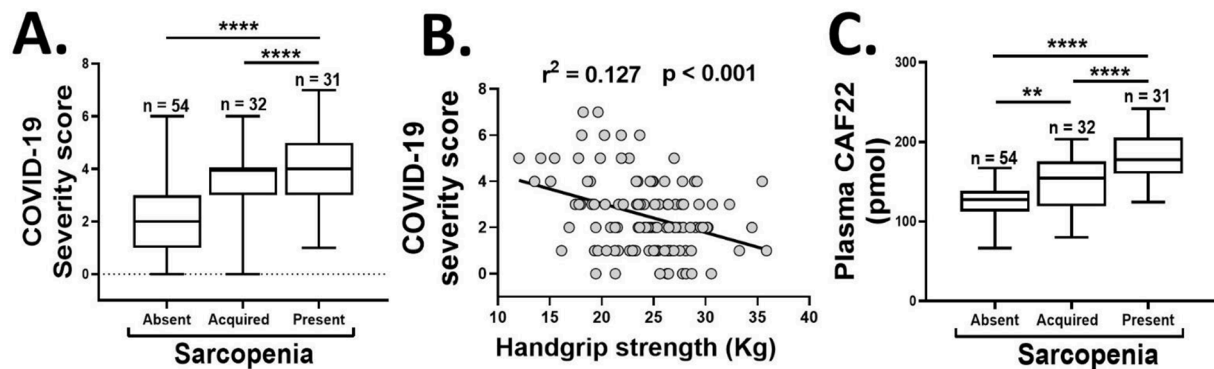 A.
****
****
n = 54
n = 32
n = 31
COVID-19
Severity score
8
6
4
2
0
Absent
Acquired
Present
Sarcopenia
B.
r² = 0.127 p < 0.001
COVID-19
severity score
8
6
4
2
0
10
15
20
25
30
35
40
Handgrip strength (Kg)
C.
****
****
**
n = 54
n = 32
n = 31
Plasma CAF22
(pmol)
300
200
100
0
Absent
Acquired
Present
Sarcopenia